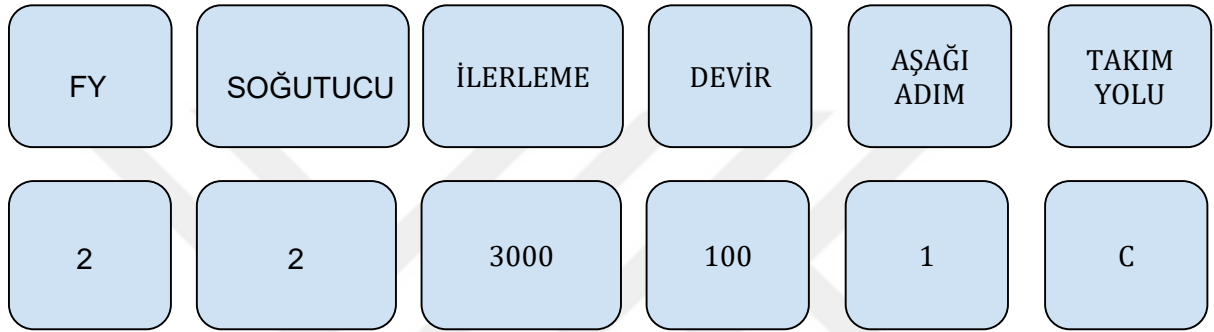 FY SOĞUTUCU İLERLEME DEVİR AŞAĞI ADIM TAKIM YOLU
2 2 3000 100 1 C